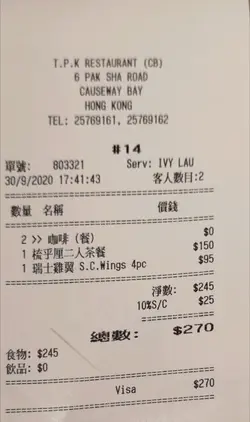 T.P.K RESTAURANT (CB)
6 PAK SHA ROAD
CAUSEWAY BAY
HONG KONG
TEL: 25769161, 25769162
#14
單號: 803321 Serv: IVY LAU
30/9/2020 17:41:43 客人數目:2
數量 名稱 價錢
2 >> 咖啡 (餐) $0
1 梳乎厘二人茶餐 $150
1 瑞士雞翼 S.C.Wings 4pc $95
淨數: $245
10%S/C $25
總數: $270
食物: $245
飲品: $0
Visa $270